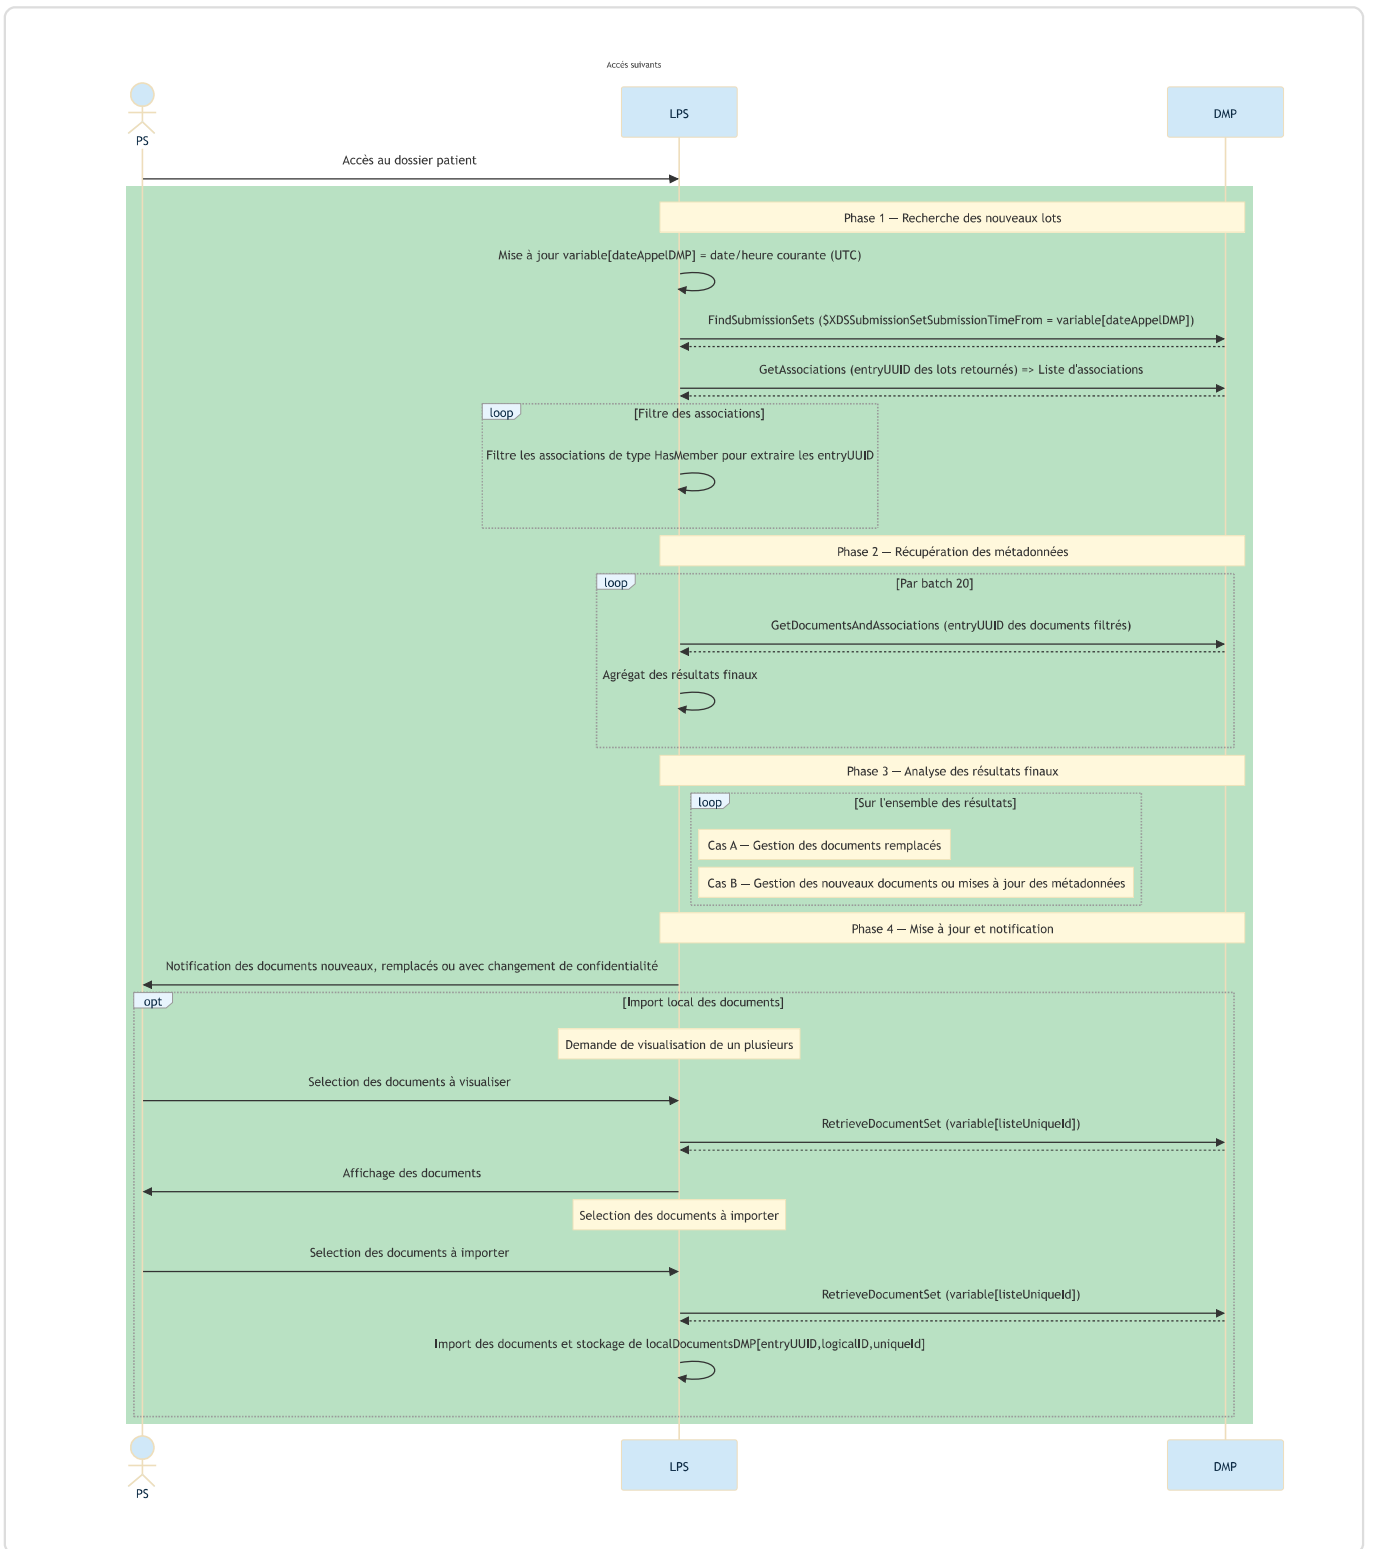 Accès suivants
PS
LPS
DMP
Accès au dossier patient
Phase 1 — Recherche des nouveaux lots
Mise à jour variable[dateAppelDMP] = date/heure courante (UTC)
FindSubmissionSets ($XDSSubmissionSetSubmissionTimeFrom = variable[dateAppelDMP])
GetAssociations (entryUUID des lots retournés) => Liste d'associations
loop
[Filtre des associations]
Filtre les associations de type HasMember pour extraire les entryUUID
Phase 2 — Récupération des métadonnées
loop
[Par batch 20]
GetDocumentsAndAssociations (entryUUID des documents filtrés)
Agrégat des résultats finaux
Phase 3 — Analyse des résultats finaux
loop
[Sur l'ensemble des résultats]
Cas A — Gestion des documents remplacés
Cas B — Gestion des nouveaux documents ou mises à jour des métadonnées
Phase 4 — Mise à jour et notification
Notification des documents nouveaux, remplacés ou avec changement de confidentialité
opt
[Import local des documents]
Demande de visualisation de un plusieurs
Selection des documents à visualiser
RetrieveDocumentSet (variable[listeUniqueId])
Affichage des documents
Selection des documents à importer
Selection des documents à importer
RetrieveDocumentSet (variable[listeUniqueId])
Import des documents et stockage de localDocumentsDMP[entryUUID,logicalID,uniqueId]
PS
LPS
DMP